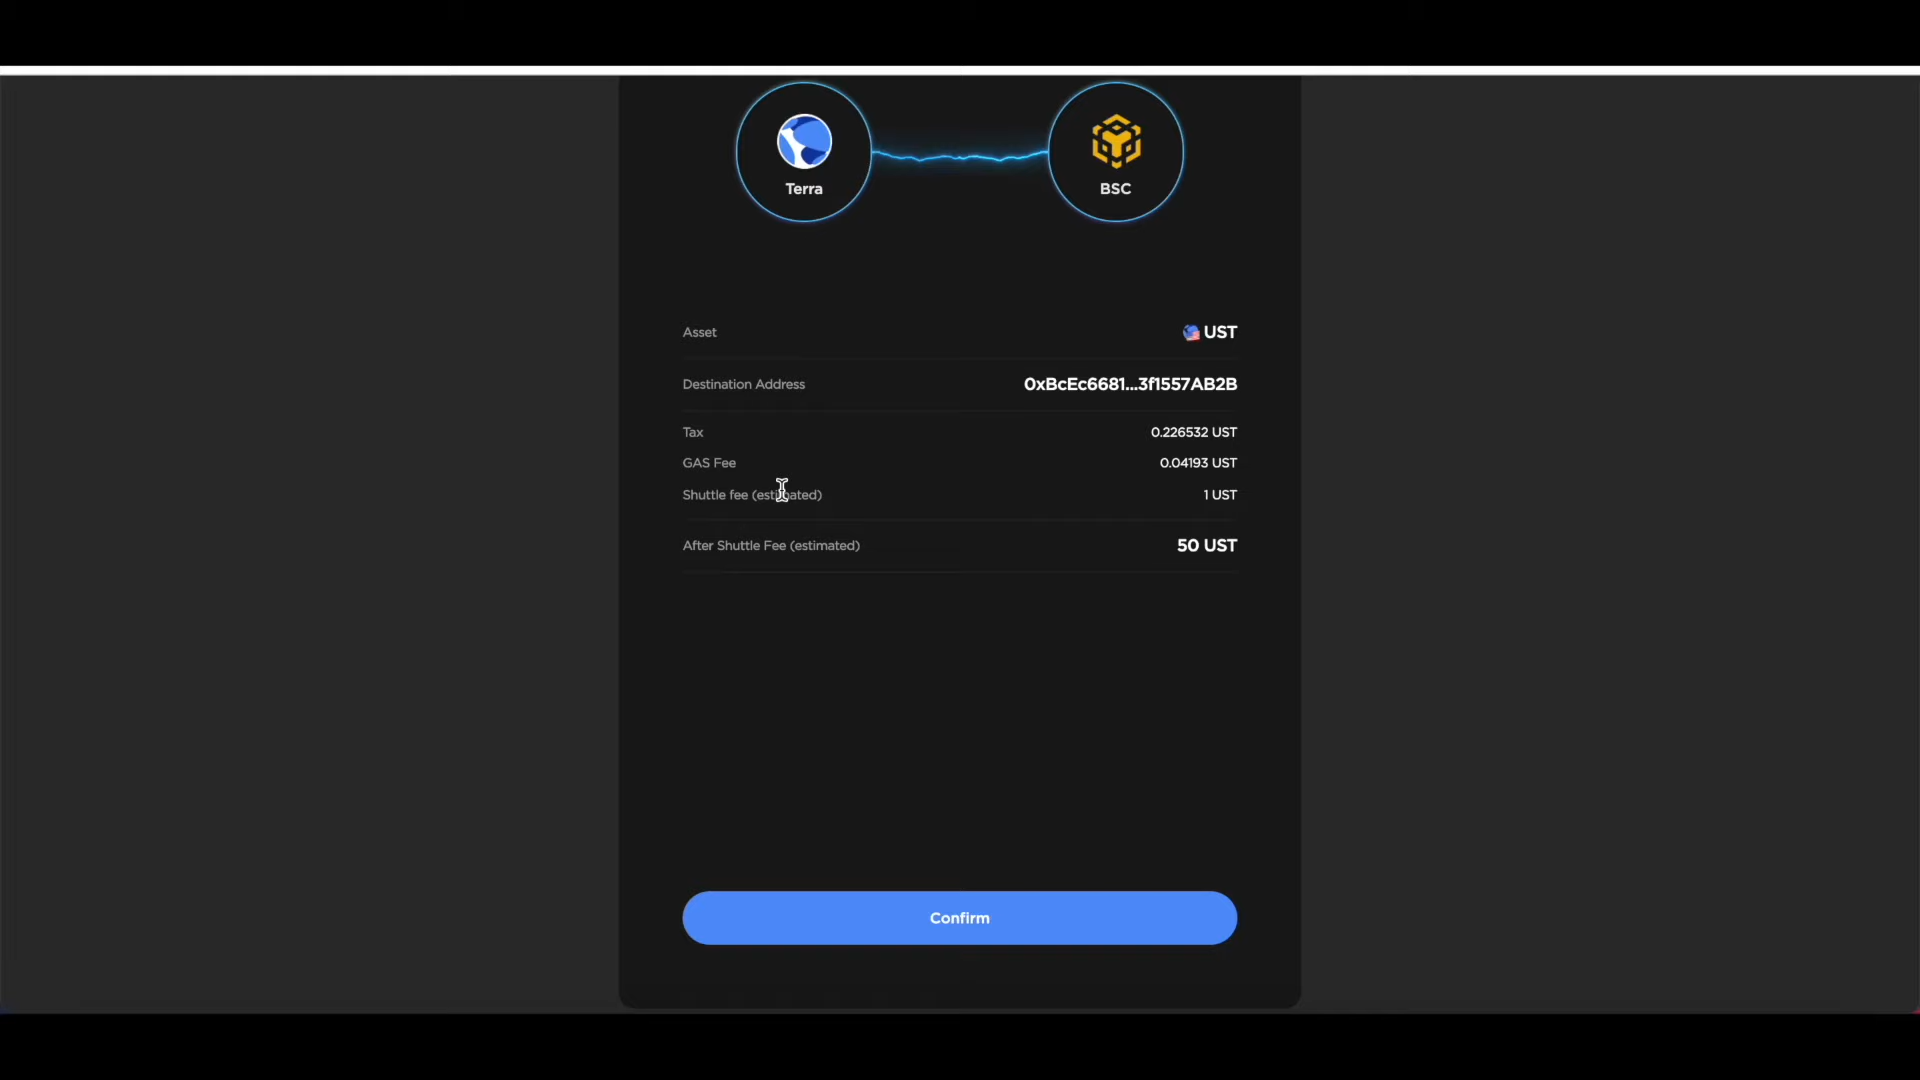 Terra
BSC
Asset UST
Destination Address 0xBcEc6681...3f1557AB2B
Tax 0.226532 UST
GAS Fee 0.04193 UST
Shuttle fee (estimated) 1 UST
After Shuttle Fee (estimated) 50 UST
Confirm